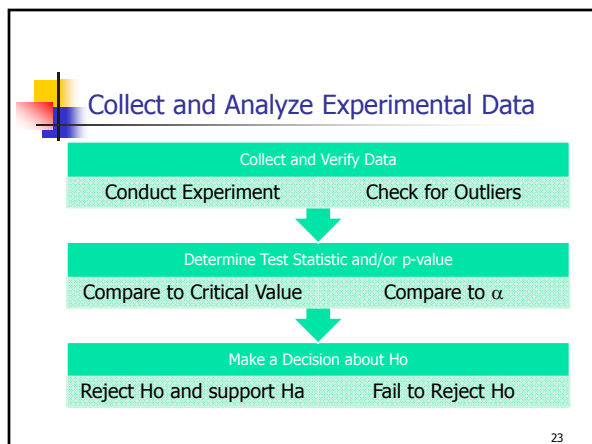 Collect and Analyze Experimental Data
Collect and Verify Data
Conduct Experiment Check for Outliers
Determine Test Statistic and/or p-value
Compare to Critical Value Compare to α
Make a Decision about Ho
Reject Ho and support Ha Fail to Reject Ho
23